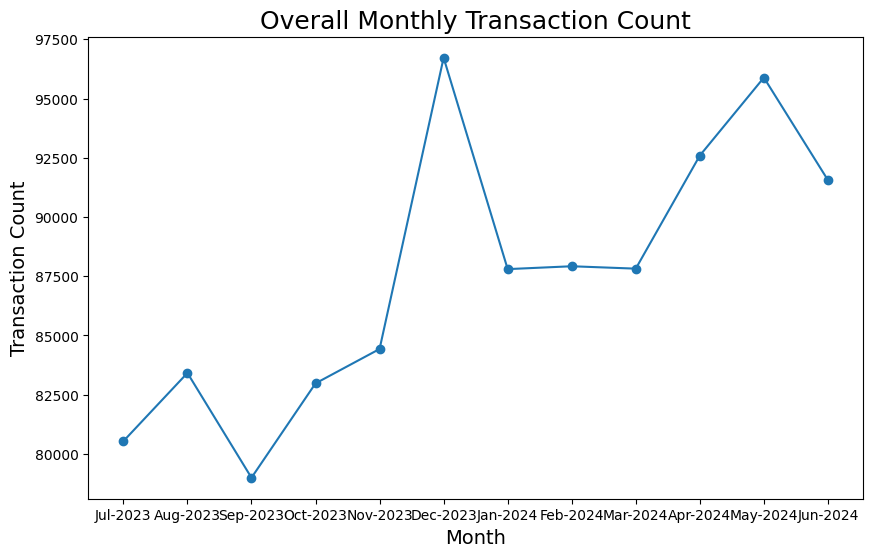 Overall Monthly Transaction Count
Transaction Count
97500
95000
92500
90000
87500
85000
82500
80000
Jul-2023 Aug-2023 Sep-2023 Oct-2023 Nov-2023 Dec-2023 Jan-2024 Feb-2024 Mar-2024 Apr-2024 May-2024 Jun-2024
Month